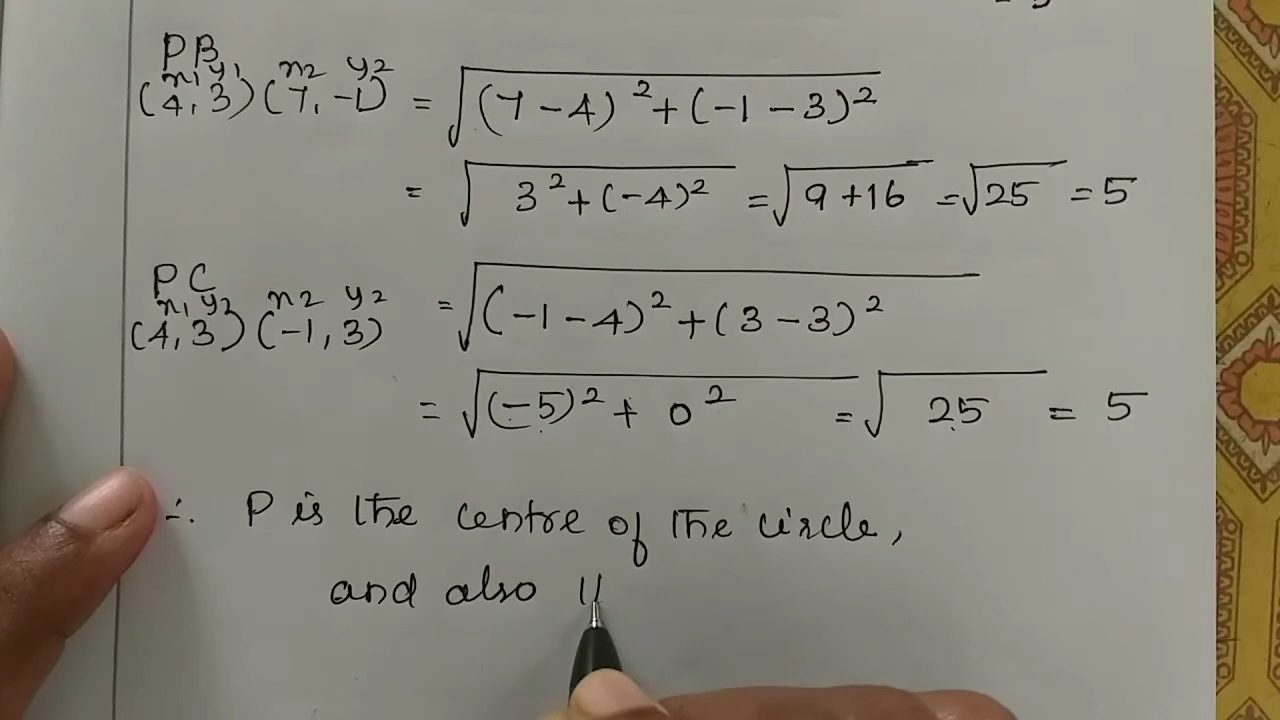 PB
x₁ y₁ x₂ y₂
(4, 3) (7, -1) = √((7 - 4)² + (-1 - 3)²)
= √(3² + (-4)²) = √(9 + 16) = √25 = 5
PC
x₁ y₂ x₂ y₂
(4, 3) (-1, 3) = √((-1 - 4)² + (3 - 3)²)
= √((-5)² + 0²) = √25 = 5
∴ P is the centre of the circle,
and also